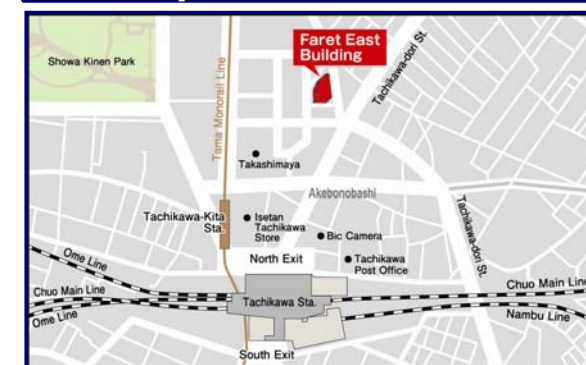 Faret East
Building
Showa Kinen Park
Tachikawa-dori St.
Tama Monorail Line
Takashimaya
Akebonobashi
Tachikawa-Kita
Sta.
Isetan
Tachikawa
Store
Bic Camera
Tachikawa-dori St.
North Exit
Tachikawa
Post Office
Ome Line
Chuo Main Line
Ome Line
Tachikawa Sta.
Chuo Main Line
Nambu Line
South Exit